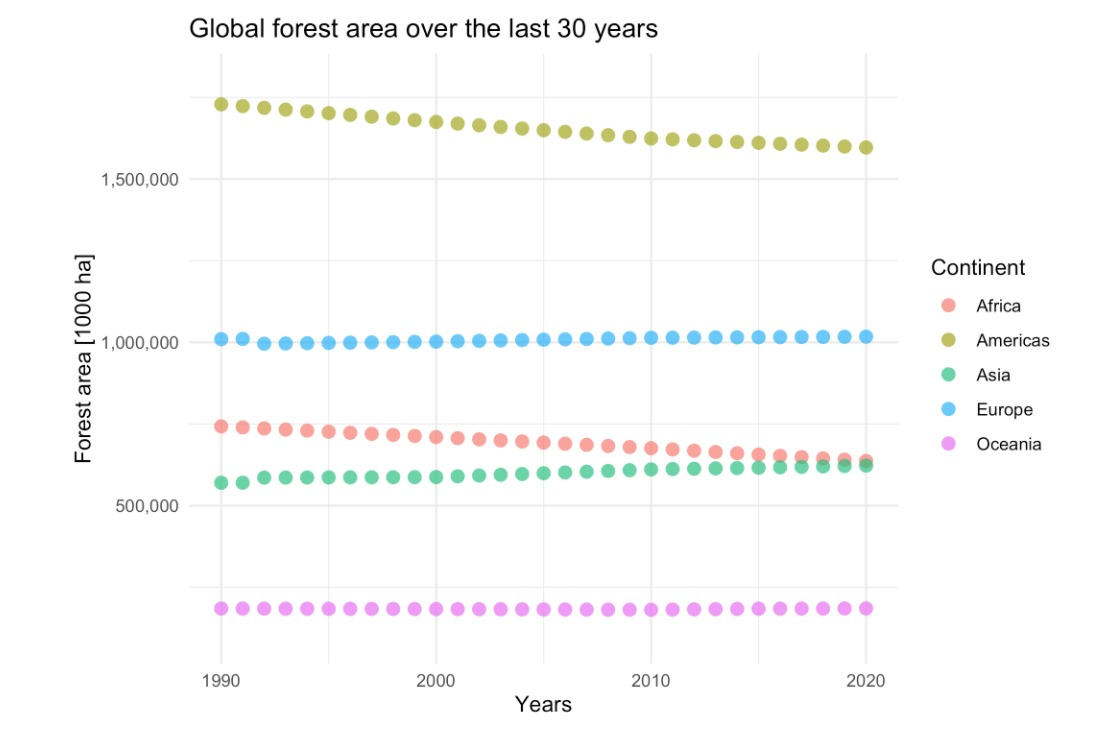 Global forest area over the last 30 years
1,500,000
1,000,000
500,000
Forest area [1000 ha]
1990 2000 2010 2020
Years
Continent
Africa
Americas
Asia
Europe
Oceania